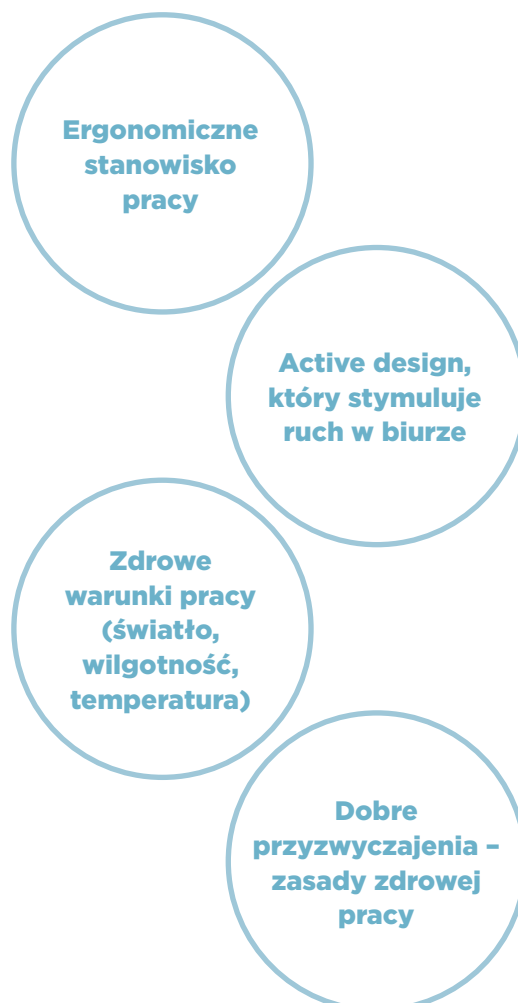 Ergonomiczne
stanowisko
pracy
Active design,
który stymuluje
ruch w biurze
Zdrowe
warunki pracy
(światło,
wilgotność,
temperatura)
Dobre
przyzwyczajenia –
zasady zdrowej
pracy